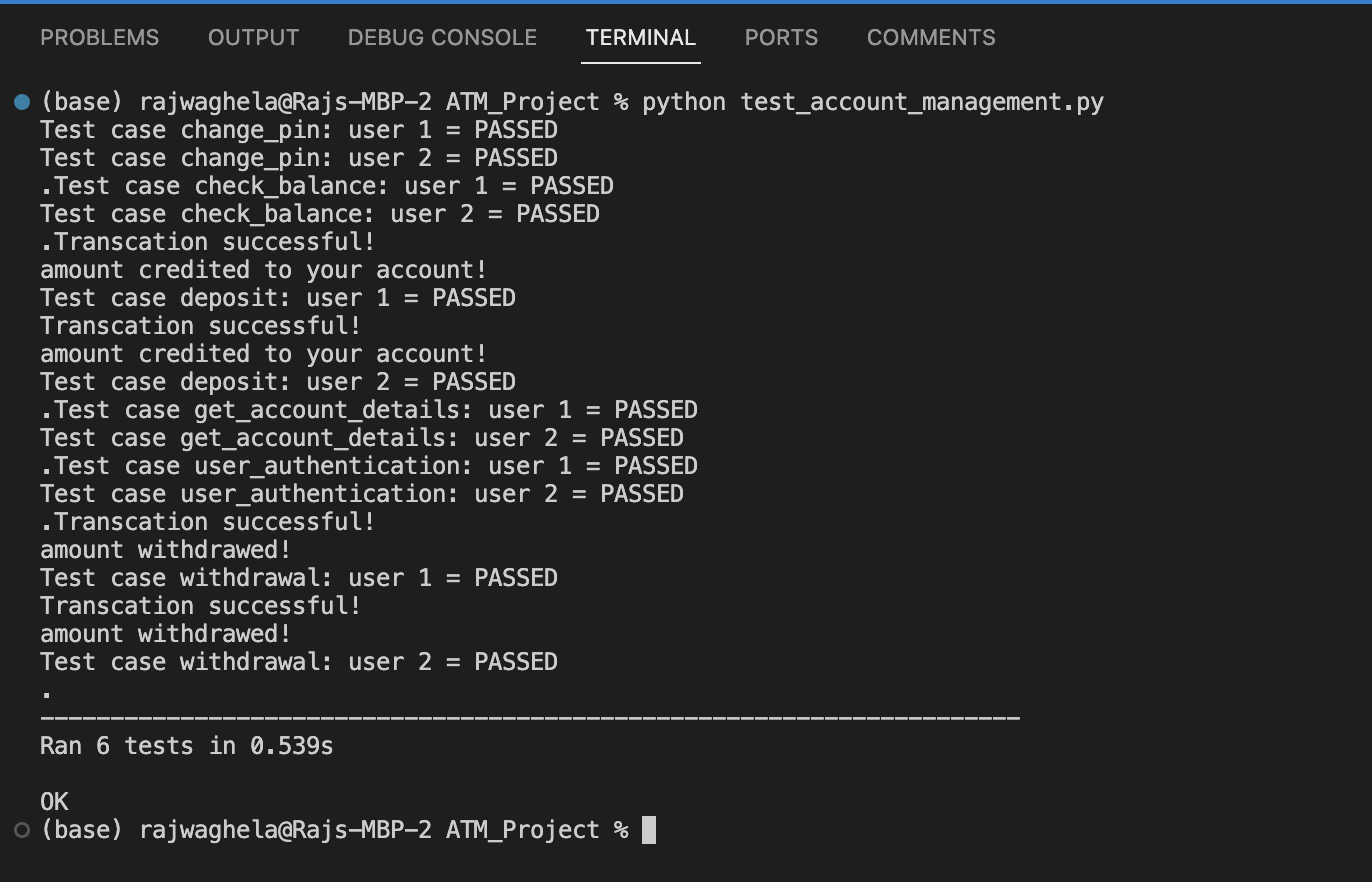 PROBLEMS OUTPUT DEBUG CONSOLE TERMINAL PORTS COMMENTS
(base) rajwaghela@Rajs-MBP-2 ATM_Project % python test_account_management.py
Test case change_pin: user 1 = PASSED
Test case change_pin: user 2 = PASSED
.Test case check_balance: user 1 = PASSED
Test case check_balance: user 2 = PASSED
.Transcation successful!
amount credited to your account!
Test case deposit: user 1 = PASSED
Transcation successful!
amount credited to your account!
Test case deposit: user 2 = PASSED
.Test case get_account_details: user 1 = PASSED
Test case get_account_details: user 2 = PASSED
.Test case user_authentication: user 1 = PASSED
Test case user_authentication: user 2 = PASSED
.Transcation successful!
amount withdrawed!
Test case withdrawal: user 1 = PASSED
Transcation successful!
amount withdrawed!
Test case withdrawal: user 2 = PASSED
.
----------------------------------------------------------------------
Ran 6 tests in 0.539s
OK
(base) rajwaghela@Rajs-MBP-2 ATM_Project %